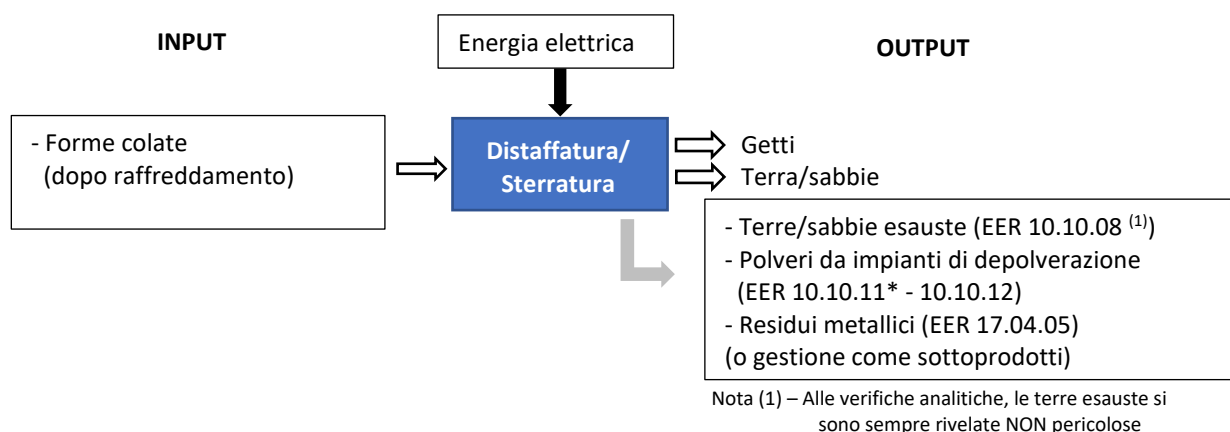 INPUT
Energia elettrica
OUTPUT
- Forme colate
(dopo raffreddamento)
Distaffatura/
Sterratura
Getti
Terra/sabbie
- Terre/sabbie esauste (EER 10.10.08 (1))
- Polveri da impianti di depolverazione
(EER 10.10.11* - 10.10.12)
- Residui metallici (EER 17.04.05)
(o gestione come sottoprodotti)
Nota (1) – Alle verifiche analitiche, le terre esauste si
sono sempre rivelate NON pericolose